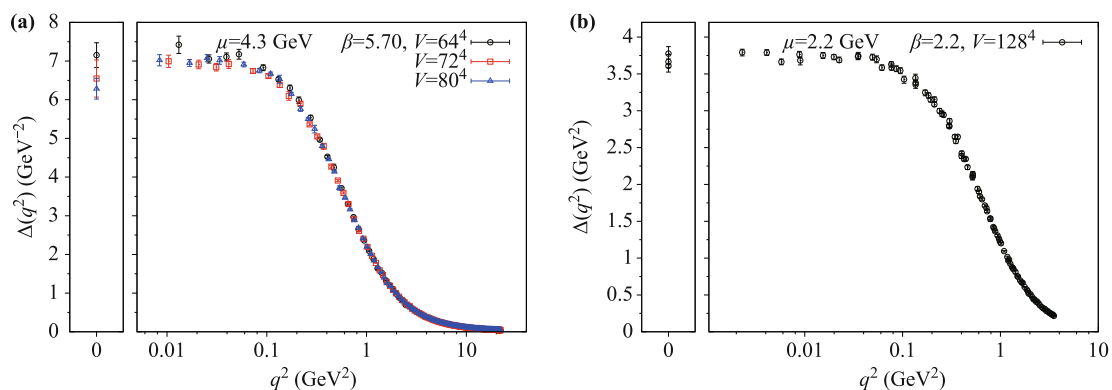 (a)
μ=4.3 GeV
β=5.70, V=64⁴
V=72⁴
V=80⁴
Δ(q²) (GeV⁻²)
8
7
6
5
4
3
2
1
0
0
0.01
0.1
1
10
q² (GeV²)
(b)
μ=2.2 GeV
β=2.2, V=128⁴
Δ(q²) (GeV²)
4
3.5
3
2.5
2
1.5
1
0.5
0
0
0.01
0.1
1
10
q² (GeV²)